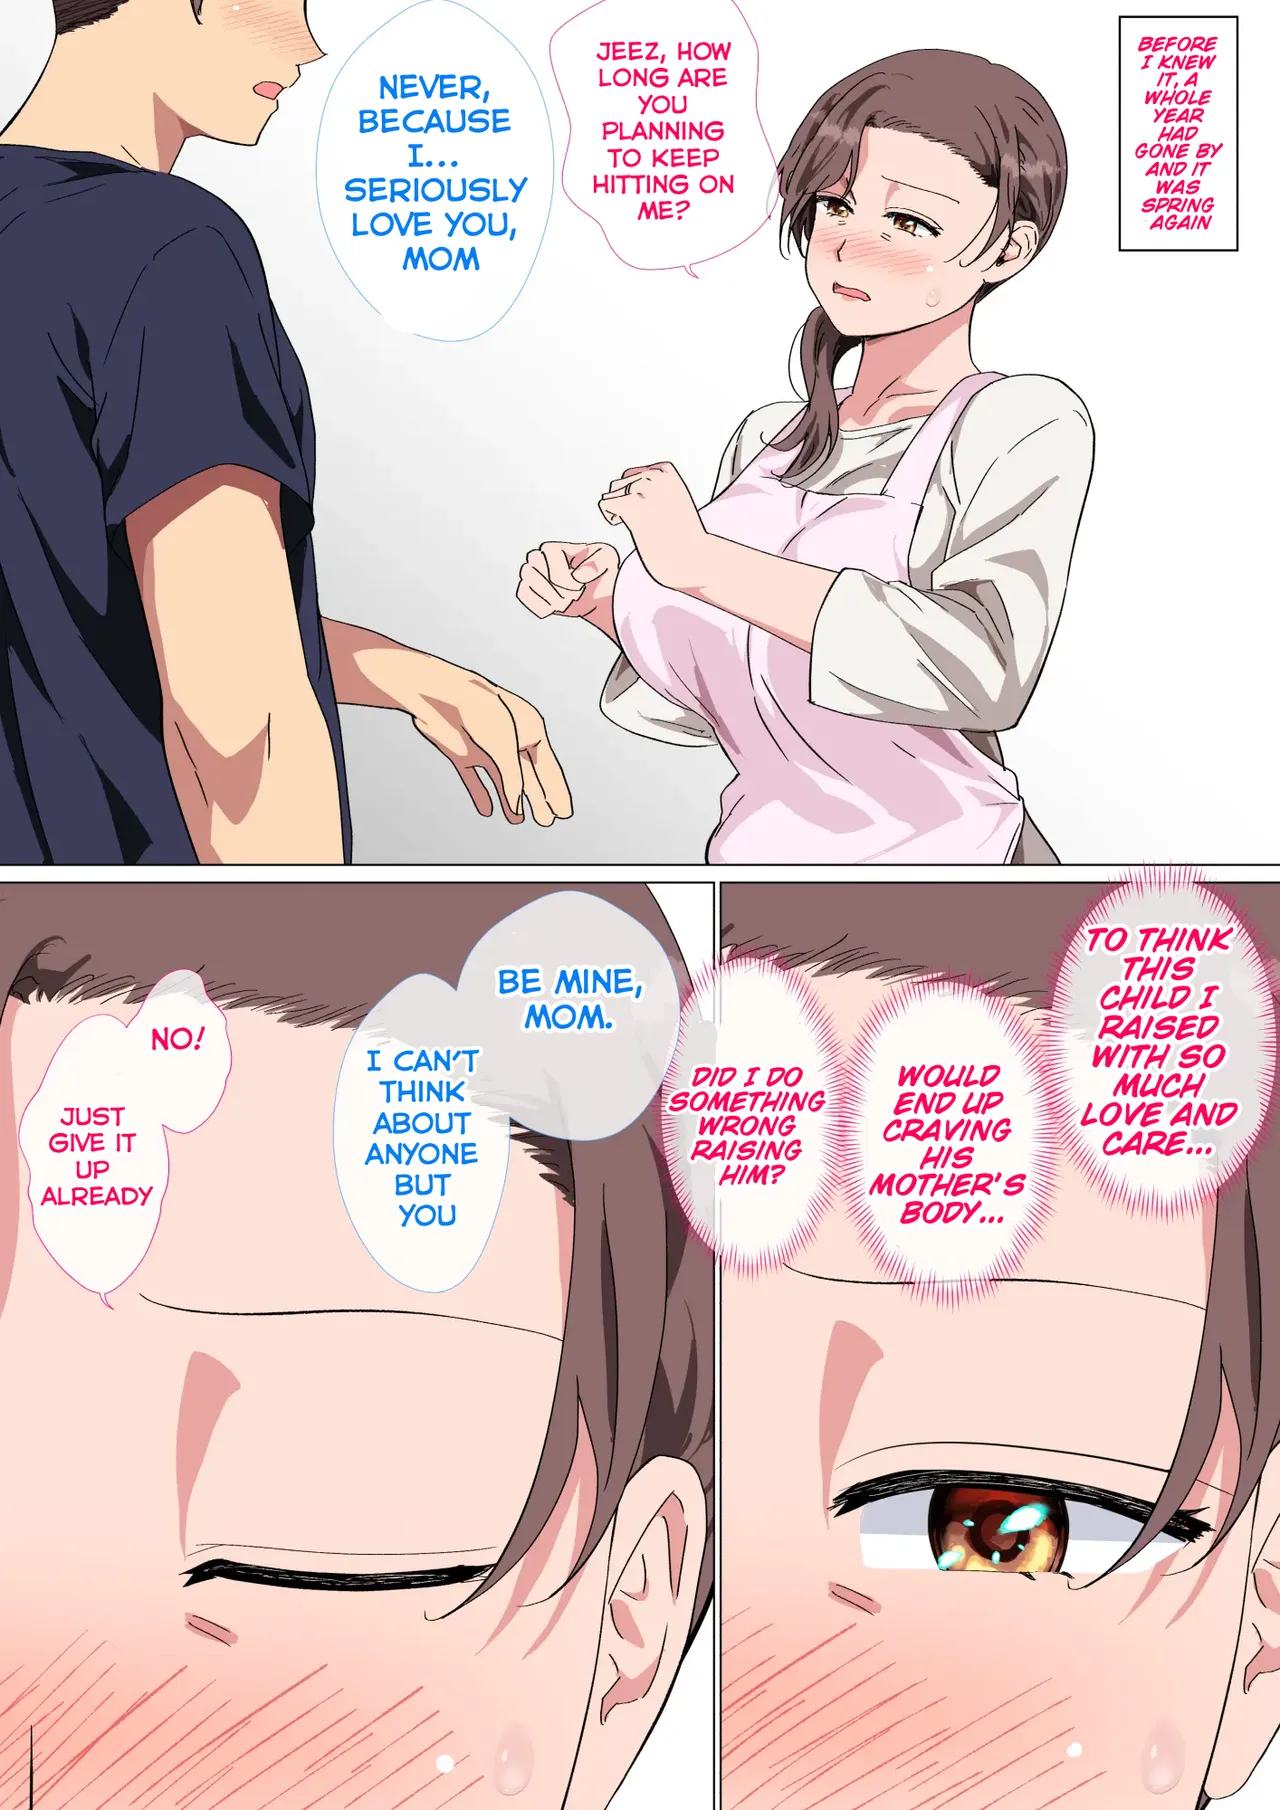 BEFORE
I KNEW
IT, A
WHOLE
YEAR
HAD
GONE BY
AND IT
WAS
SPRING
AGAIN
JEEZ, HOW
LONG ARE
YOU
PLANNING
TO KEEP
HITTING ON
ME?
NEVER,
BECAUSE
I...
SERIOUSLY
LOVE YOU,
MOM
TO THINK
THIS
CHILD I
RAISED
WITH SO
MUCH
LOVE AND
CARE...
WOULD
END UP
CRAVING
HIS
MOTHER'S
BODY...
DID I DO
SOMETHING
WRONG
RAISING
HIM?
BE MINE,
MOM.
I CAN'T
THINK
ABOUT
ANYONE
BUT
YOU
NO!
JUST
GIVE IT
UP
ALREADY